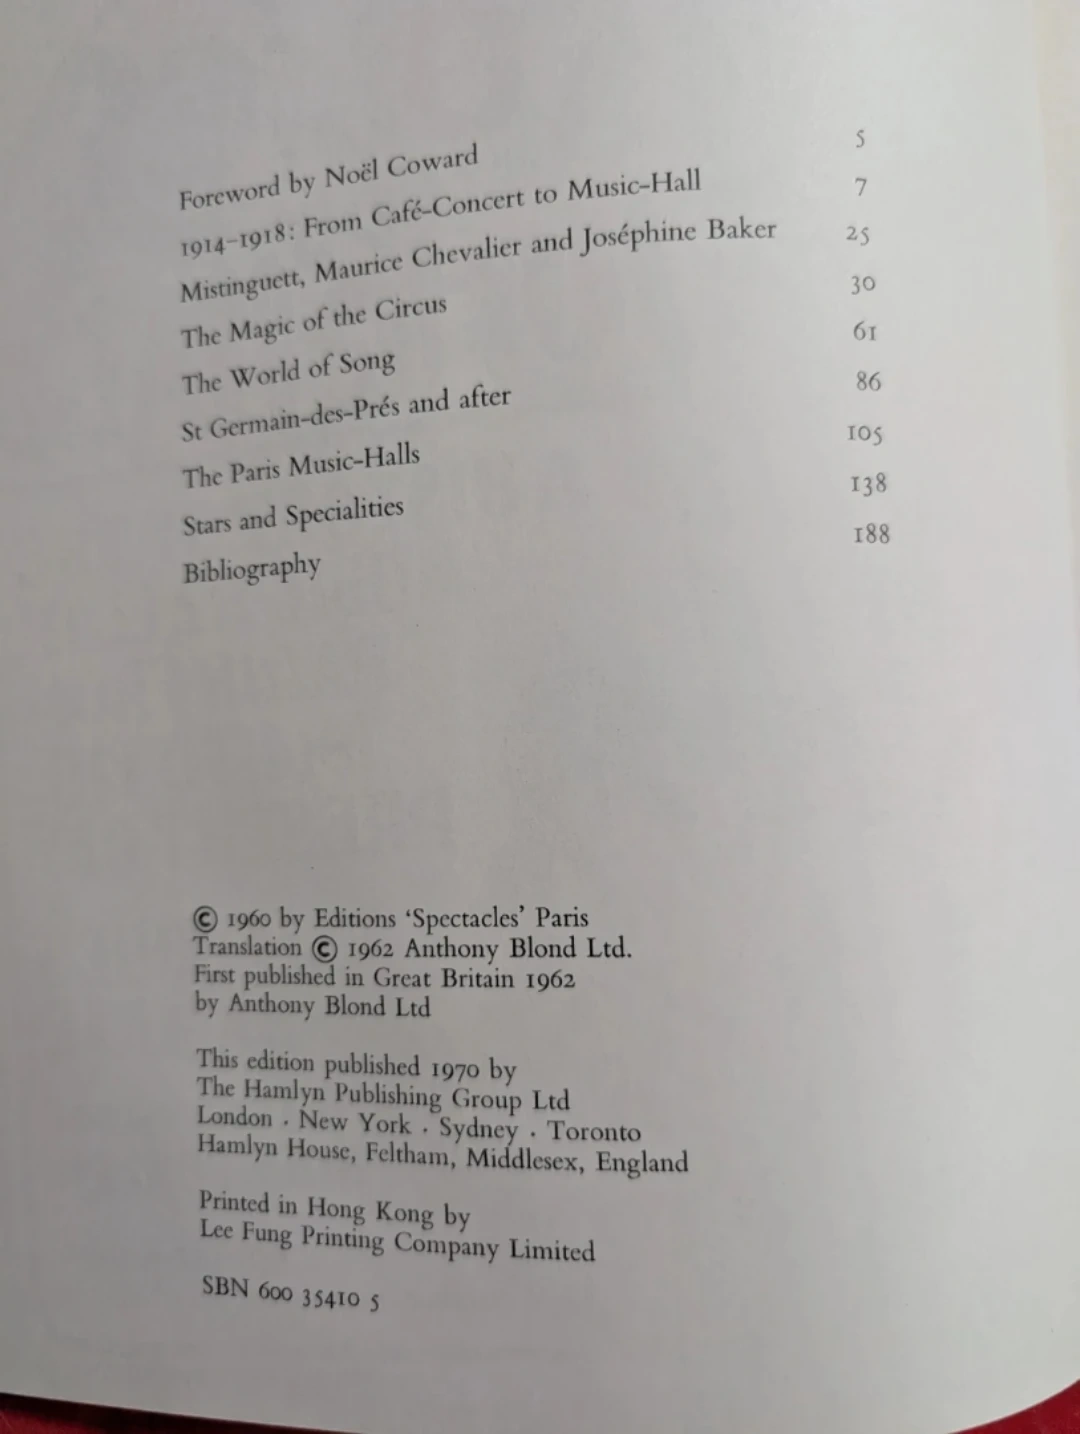 Foreword by Noël Coward 5
1914–1918: From Café-Concert to Music-Hall 7
Mistinguett, Maurice Chevalier and Joséphine Baker 25
The Magic of the Circus 30
The World of Song 61
St Germain-des-Prés and after 86
The Paris Music-Halls 105
Stars and Specialities 138
Bibliography 188
© 1960 by Editions ‘Spectacles’ Paris
Translation © 1962 Anthony Blond Ltd.
First published in Great Britain 1962
by Anthony Blond Ltd
This edition published 1970 by
The Hamlyn Publishing Group Ltd
London · New York · Sydney · Toronto
Hamlyn House, Feltham, Middlesex, England
Printed in Hong Kong by
Lee Fung Printing Company Limited
SBN 600 35410 5